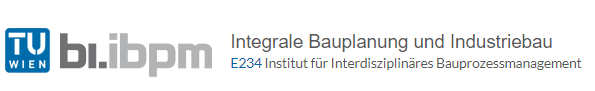 TU
WIEN
bi.ibpm
Integrale Bauplanung und Industriebau
E234 Institut für Interdisziplinäres Bauprozessmanagement